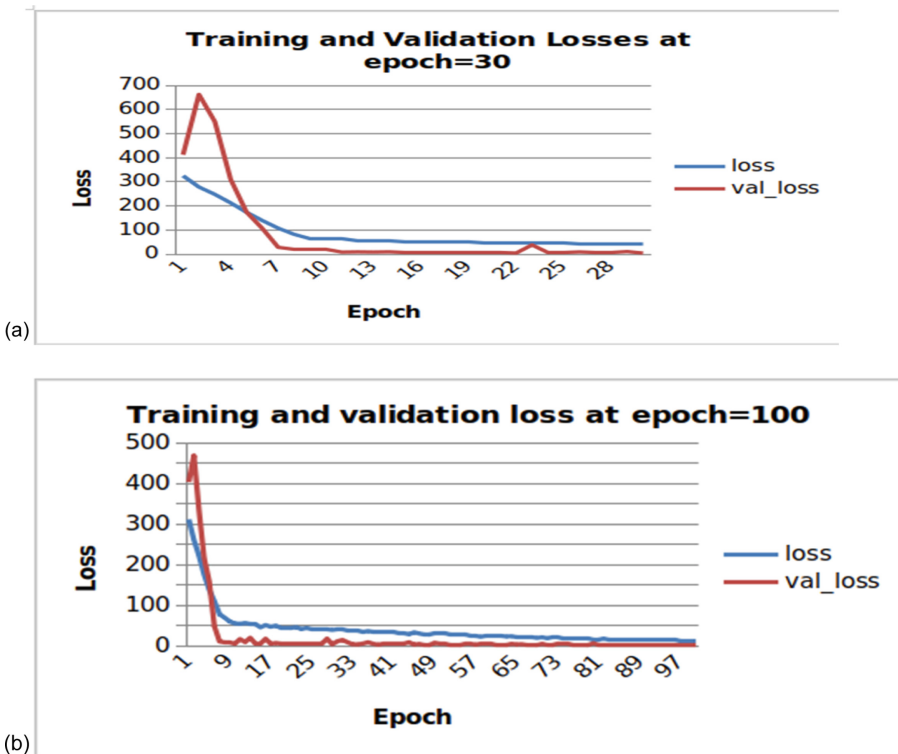 Training and Validation Losses at
epoch=30
700
600
500
400
300
200
100
0
Loss
1
4
7
10
13
16
19
22
25
28
Epoch
loss
val_loss
(a)
Training and validation loss at epoch=100
500
400
300
200
100
0
Loss
1
9
17
25
33
41
49
57
65
73
81
89
97
Epoch
loss
val_loss
(b)